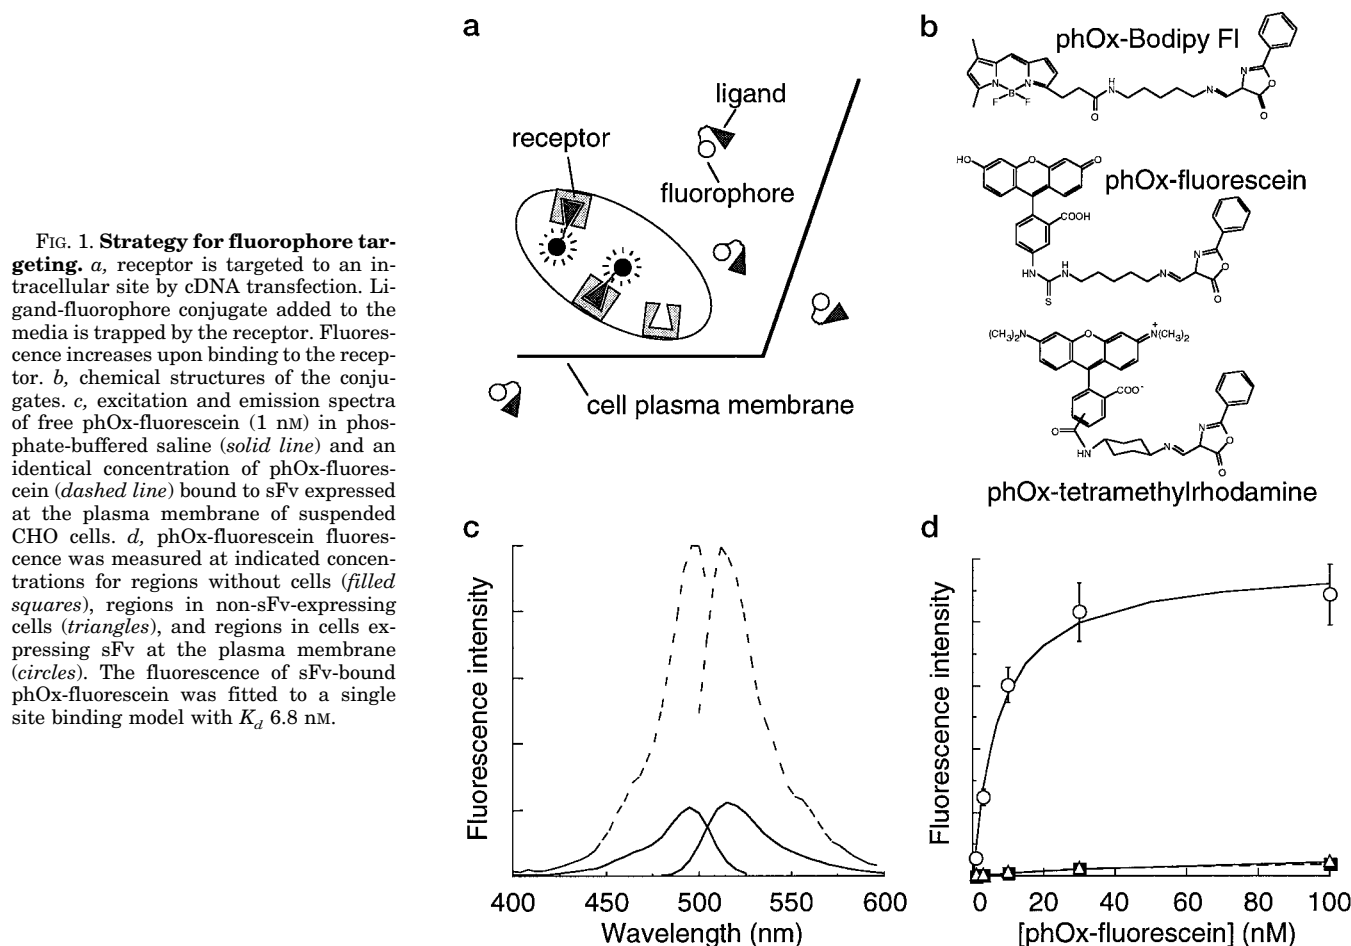 FIG. 1. Strategy for fluorophore tar-
geting. a, receptor is targeted to an in-
tracellular site by cDNA transfection. Li-
gand-fluorophore conjugate added to the
media is trapped by the receptor. Fluores-
cence increases upon binding to the recep-
tor. b, chemical structures of the conju-
gates. c, excitation and emission spectra
of free phOx-fluorescein (1 nM) in phos-
phate-buffered saline (solid line) and an
identical concentration of phOx-fluores-
cein (dashed line) bound to sFv expressed
at the plasma membrane of suspended
CHO cells. d, phOx-fluorescein fluores-
cence was measured at indicated concen-
trations for regions without cells (filled
squares), regions in non-sFv-expressing
cells (triangles), and regions in cells ex-
pressing sFv at the plasma membrane
(circles). The fluorescence of sFv-bound
phOx-fluorescein was fitted to a single
site binding model with Kd 6.8 nM.
a
ligand
receptor
fluorophore
cell plasma membrane
b
phOx-Bodipy Fl
N
B
N
F
F
O
H
N
N
N
O
O
phOx-fluorescein
HO
O
O
COOH
HN
S
H
N
N
N
O
O
(CH3)2N
O
+
N(CH3)2
COO-
O
HN
N
N
O
O
phOx-tetramethylrhodamine
c
Fluorescence intensity
400 450 500 550 600
Wavelength (nm)
d
Fluorescence intensity
0 20 40 60 80 100
[phOx-fluorescein] (nM)